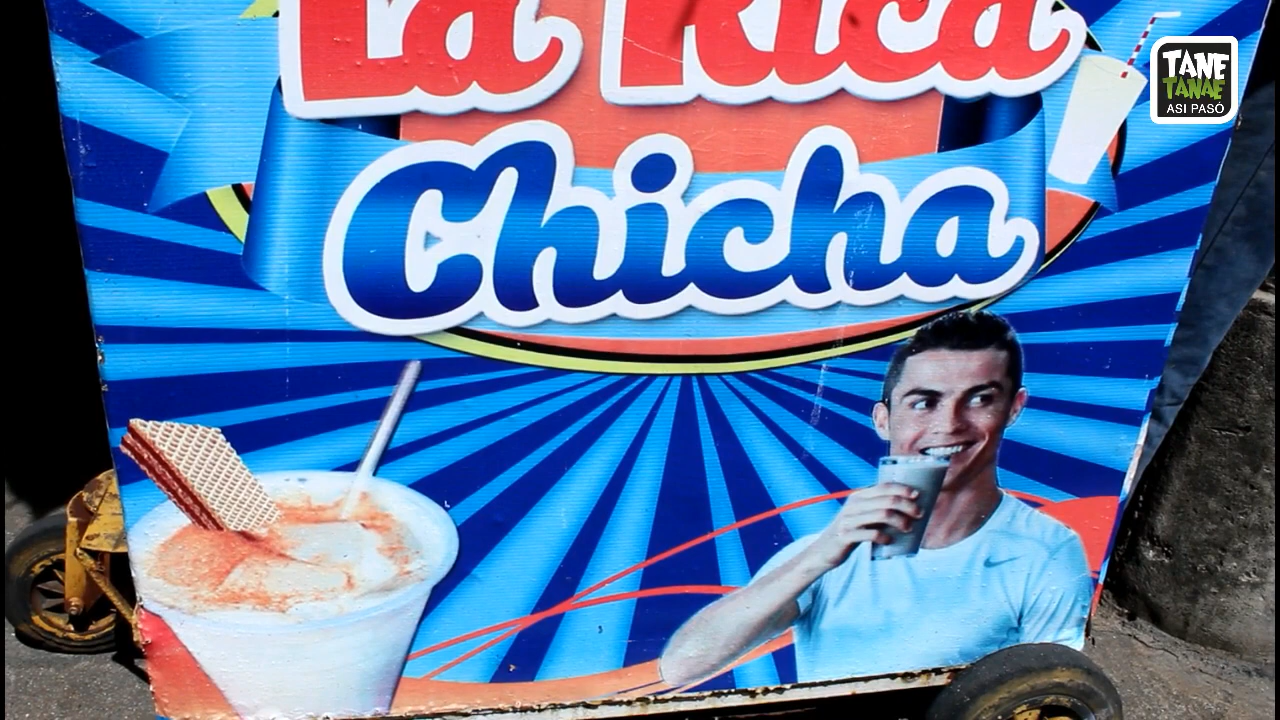 La Rica
Chicha
TANE
TANAE
ASI PASÓ